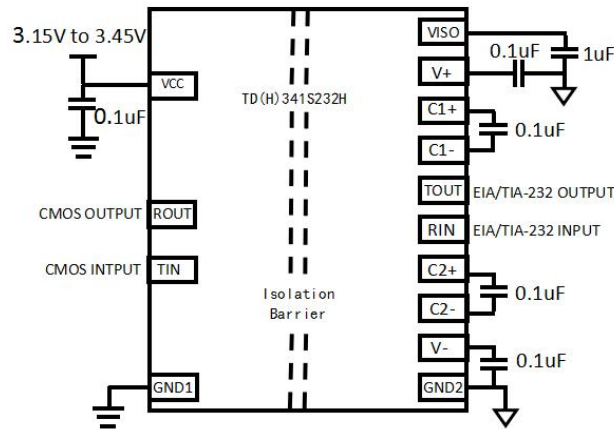 3.15V to 3.45V
VCC
0.1uF
TD(H)341S232H
CMOS OUTPUT
ROUT
CMOS INTPUT
TIN
Isolation
Barrier
GND1
VISO
0.1uF
1uF
V+
C1+
0.1uF
C1-
TOUT
EIA/TIA-232 OUTPUT
RIN
EIA/TIA-232 INPUT
C2+
0.1uF
C2-
V-
0.1uF
GND2